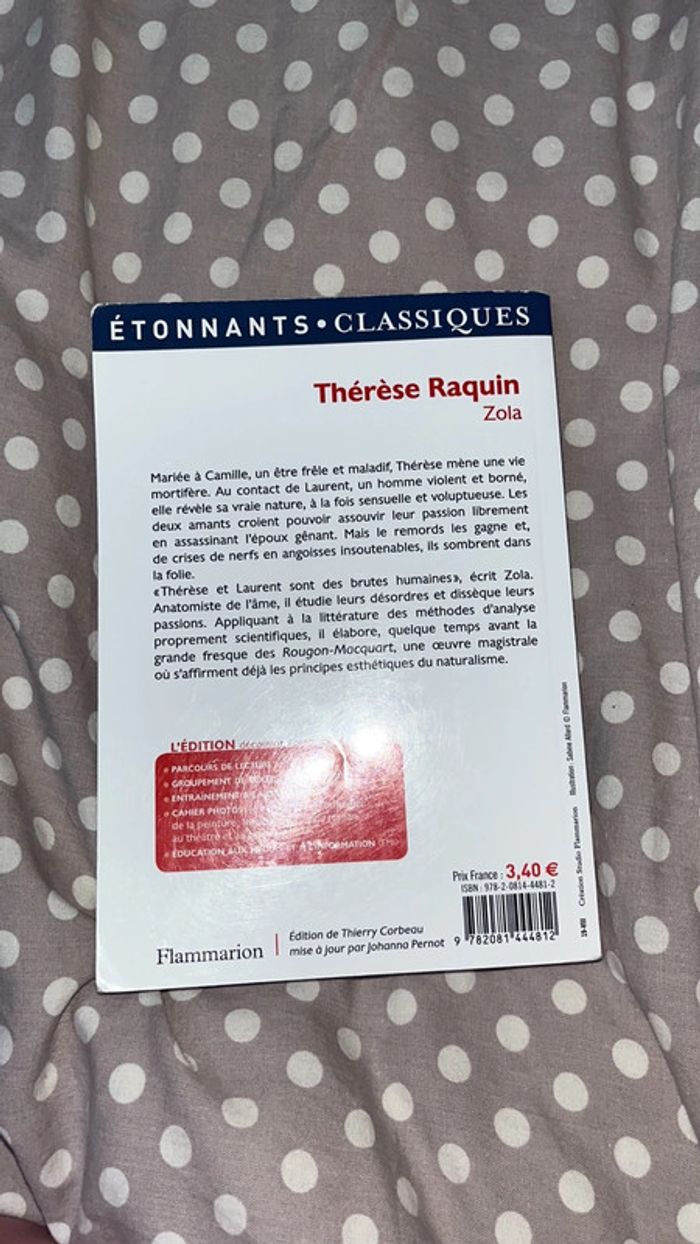 ÉTONNANTS • CLASSIQUES
Thérèse Raquin
Zola
Mariée à Camille, un être frêle et maladif, Thérèse mène une vie
mortifère. Au contact de Laurent, un homme violent et borné,
elle révèle sa vraie nature, à la fois sensuelle et voluptueuse. Les
deux amants croient pouvoir assouvir leur passion librement
en assassinant l'époux gênant. Mais le remords les gagne et,
de crises de nerfs en angoisses insoutenables, ils sombrent dans
la folie.
«Thérèse et Laurent sont des brutes humaines», écrit Zola.
Anatomiste de l'âme, il étudie leurs désordres et dissèque leurs
passions. Appliquant à la littérature des méthodes d'analyse
proprement scientifiques, il élabore, quelque temps avant la
grande fresque des Rougon-Macquart, une œuvre magistrale
où s'affirment déjà les principes esthétiques du naturalisme.
L'ÉDITION
• PARCOURS DE LECTURE
• GROUPEMENT DE
• ENTRAÎNEMENT
• CAHIER PHOTOS
de la peinture,
au théâtre et
• ÉDUCATION AUX ET À L'INFORMATION
Prix France : 3,40 €
ISBN : 978-2-0814-4481-2
9 782081 444812
Flammarion
Édition de Thierry Corbeau
mise à jour par Johanna Pernot
19-XIII Création Studio Flammarion Illustration : Sabine Allard © Flammarion